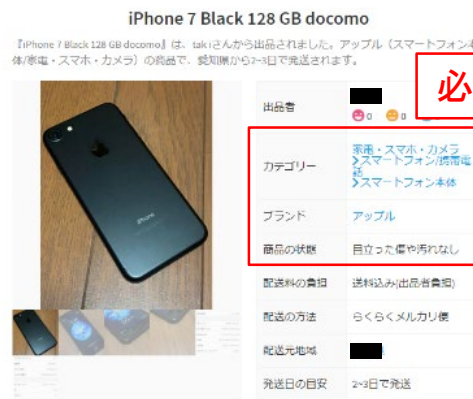 iPhone 7 Black 128 GB docomo
『iPhone 7 Black 128 GB docomo』は、takiさんから出品されました。アップル（スマートフォン本
体/家電・スマホ・カメラ）の商品で、愛知県から2~3日で発送されます。
必
出品者
0 0
カテゴリー
家電・スマホ・カメラ
>スマートフォン/携帯電
話
>スマートフォン本体
ブランド
アップル
商品の状態
目立った傷や汚れなし
配送料の負担
送料込み(出品者負担)
配送の方法
らくらくメルカリ便
配送元地域
発送日の目安
2~3日で発送
iPhone